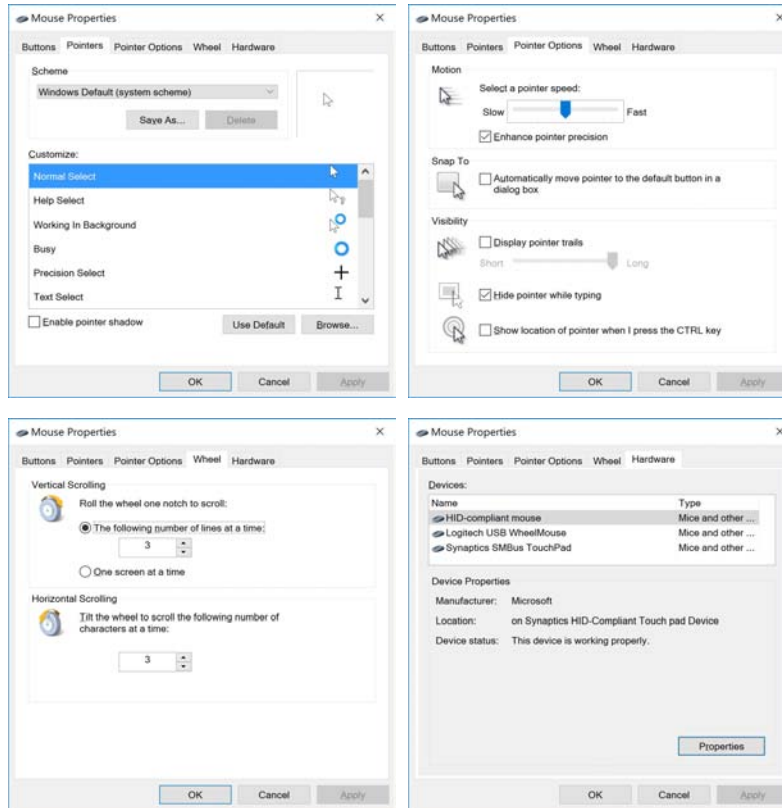 Mouse Properties
Buttons Pointers Pointer Options Wheel Hardware
Scheme
Windows Default (system scheme)
Save As... Delete
Customize:
Normal Select
Help Select
Working In Background
Busy
Precision Select
Text Select
Enable pointer shadow
Use Default Browse...
OK Cancel Apply
Mouse Properties
Buttons Pointers Pointer Options Wheel Hardware
Motion
Select a pointer speed:
Slow Fast
Enhance pointer precision
Snap To
Automatically move pointer to the default button in a
dialog box
Visibility
Display pointer trails
Short Long
Hide pointer while typing
Show location of pointer when I press the CTRL key
OK Cancel Apply
Mouse Properties
Buttons Pointers Pointer Options Wheel Hardware
Vertical Scrolling
Roll the wheel one notch to scroll:
The following number of lines at a time:
3
One screen at a time
Horizontal Scrolling
Tilt the wheel to scroll the following number of
characters at a time:
3
OK Cancel Apply
Mouse Properties
Buttons Pointers Pointer Options Wheel Hardware
Devices:
Name Type
HID-compliant mouse Mice and other ...
Logitech USB WheelMouse Mice and other ...
Synaptics SMBus TouchPad Mice and other ...
Device Properties
Manufacturer: Microsoft
Location: on Synaptics HID-Compliant Touch pad Device
Device status: This device is working properly.
Properties
OK Cancel Apply